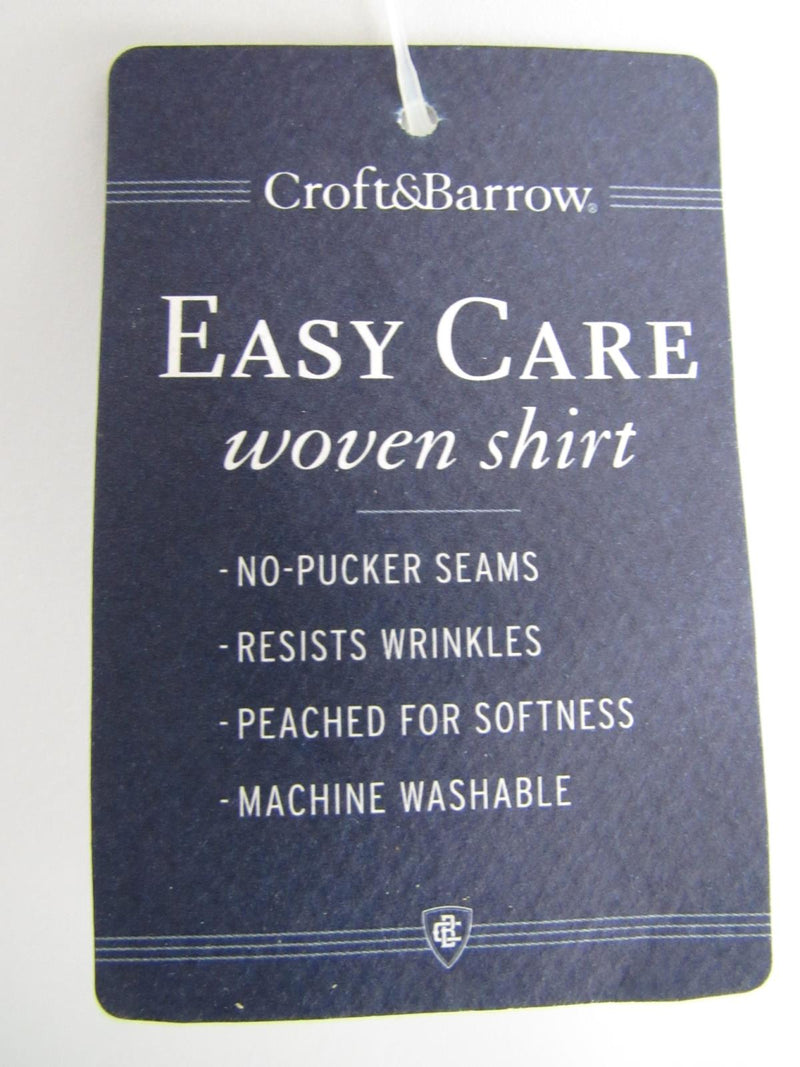 Croft&Barrow®
EASY CARE
woven shirt
-NO-PUCKER SEAMS
-RESISTS WRINKLES
-PEACHED FOR SOFTNESS
-MACHINE WASHABLE